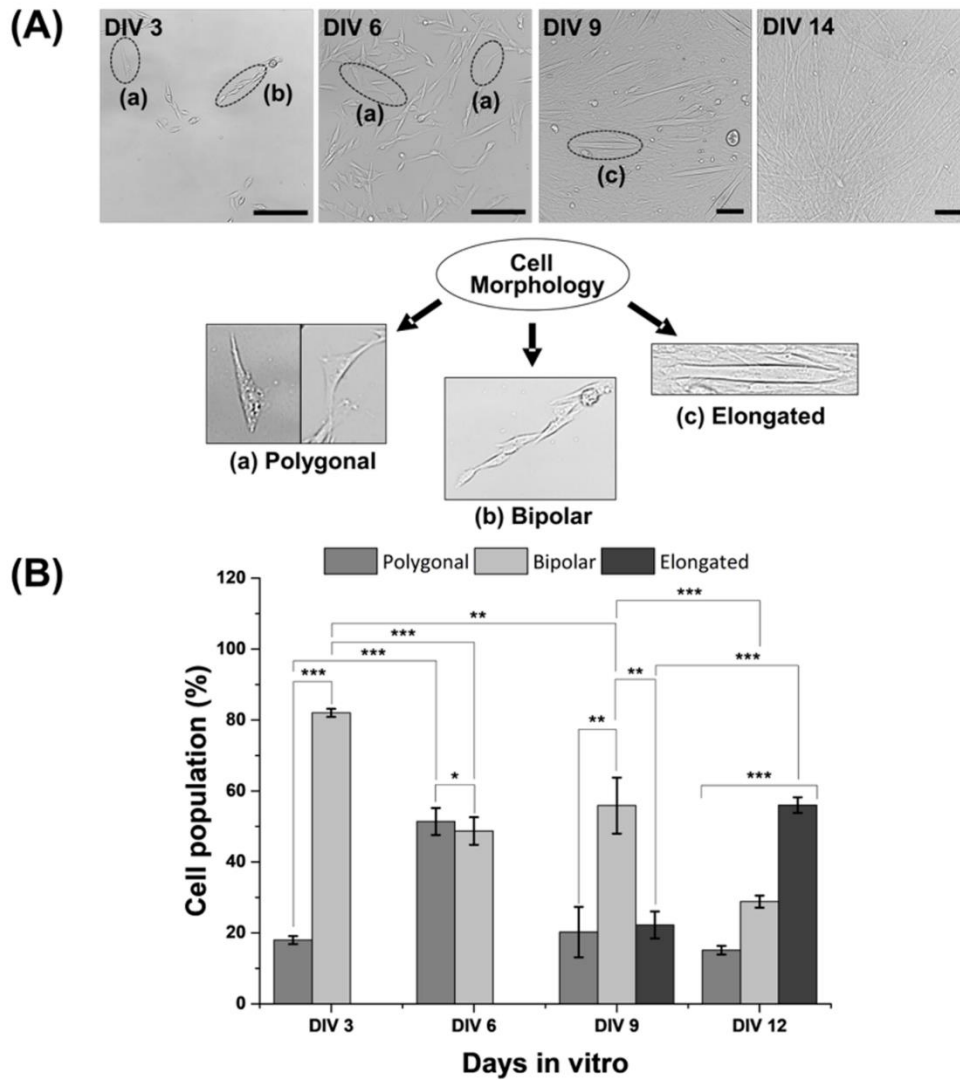 (A)
DIV 3
DIV 6
DIV 9
DIV 14
(a)
(b)
(a)
(a)
(c)
Cell
Morphology
(a) Polygonal
(b) Bipolar
(c) Elongated
(B)
Polygonal
Bipolar
Elongated
120
100
80
60
40
20
0
Cell population (%)
***
***
***
**
*
**
**
***
***
***
DIV 3
DIV 6
DIV 9
DIV 12
Days in vitro